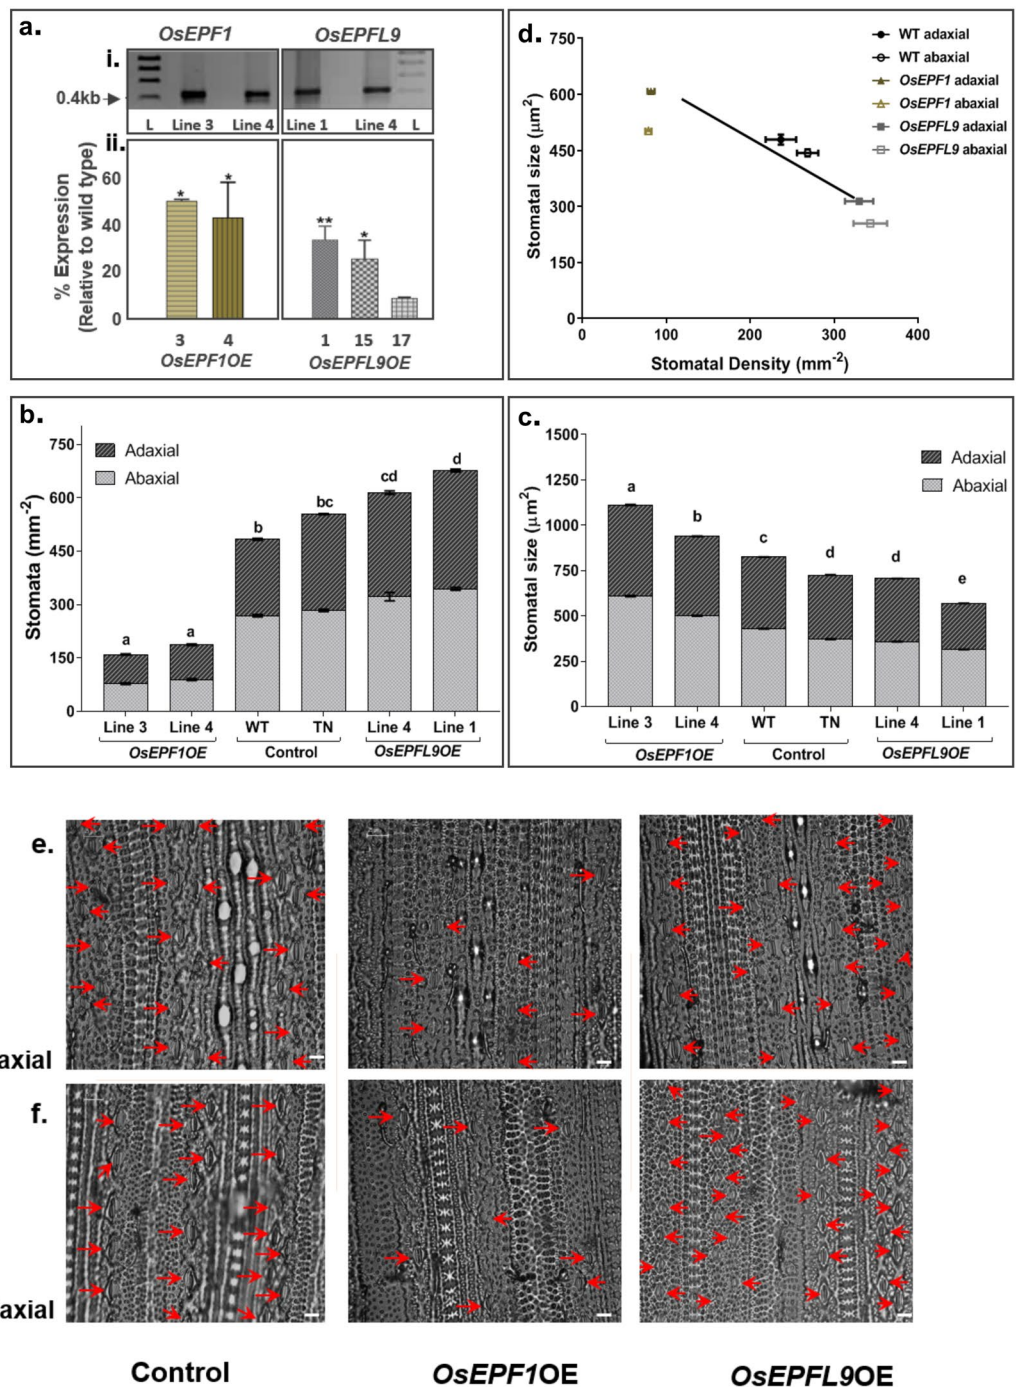 a.
OsEPF1
OsEPFL9
i.
0.4kb
L Line 3 Line 4 Line 1 Line 4 L
ii.
% Expression
(Relative to wild type)
60
40
20
0
*
*
**
*
3 4 1 15 17
OsEPF1OE
OsEPFL9OE
d.
Stomatal size (μm²)
750
600
450
300
150
0
0 100 200 300 400
Stomatal Density (mm⁻²)
WT adaxial
WT abaxial
OsEPF1 adaxial
OsEPF1 abaxial
OsEPFL9 adaxial
OsEPFL9 abaxial
b.
Adaxial
Abaxial
Stomata (mm⁻²)
750
600
450
300
150
0
a a b bc cd d
Line 3 Line 4 WT TN Line 4 Line 1
OsEPF1OE Control OsEPFL9OE
c.
Adaxial
Abaxial
Stomatal size (μm²)
1500
1250
1000
750
500
250
0
a b c d d e
Line 3 Line 4 WT TN Line 4 Line 1
OsEPF1OE Control OsEPFL9OE
e.
axial
f.
axial
Control OsEPF1OE OsEPFL9OE